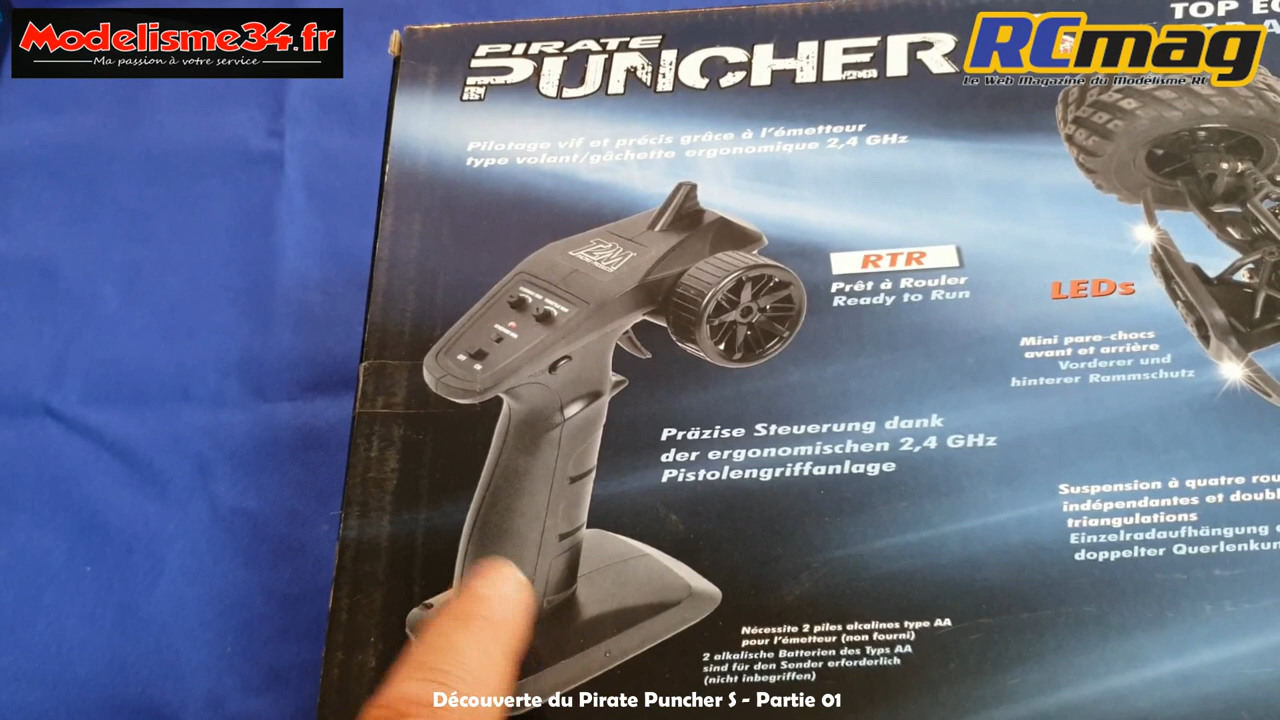 Modelisme34.fr
Ma passion à votre service
RCmag
Le Web Magazine du Modélisme RC
TOP
PIRATE
PUNCHER
Pilotage vif et précis grâce à l'émetteur
type volant/gâchette ergonomique 2,4 GHz
T2M
RTR
Prêt à Rouler
Ready to Run
LEDs
Mini pare-chocs
avant et arrière
Vorderer und
hinterer Rammschutz
Präzise Steuerung dank
der ergonomischen 2,4 GHz
Pistolengriffanlage
Suspension à quatre rou
indépendantes et doubl
triangulations
Einzelradaufhängung
doppelter Querlenkun
Nécessite 2 piles alcalines type AA
pour l'émetteur (non fourni)
2 alkalische Batterien des Typs AA
sind für den Sender erforderlich
(nicht inbegriffen)
Découverte du Pirate Puncher S - Partie 01